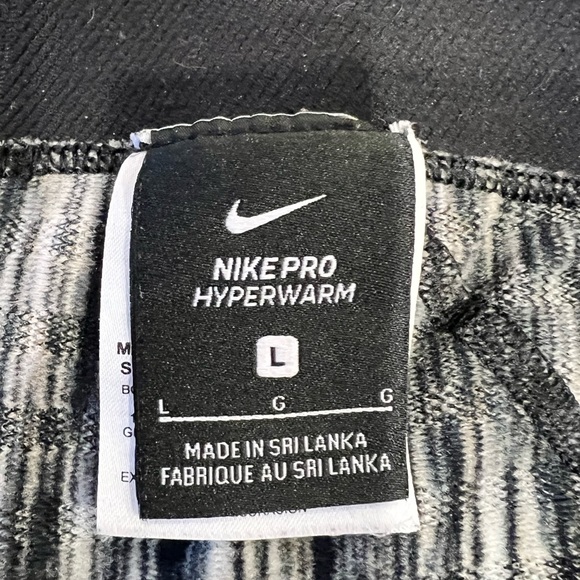 NIKE PRO
HYPERWARM
L
L G G
MADE IN SRI LANKA
FABRIQUE AU SRI LANKA